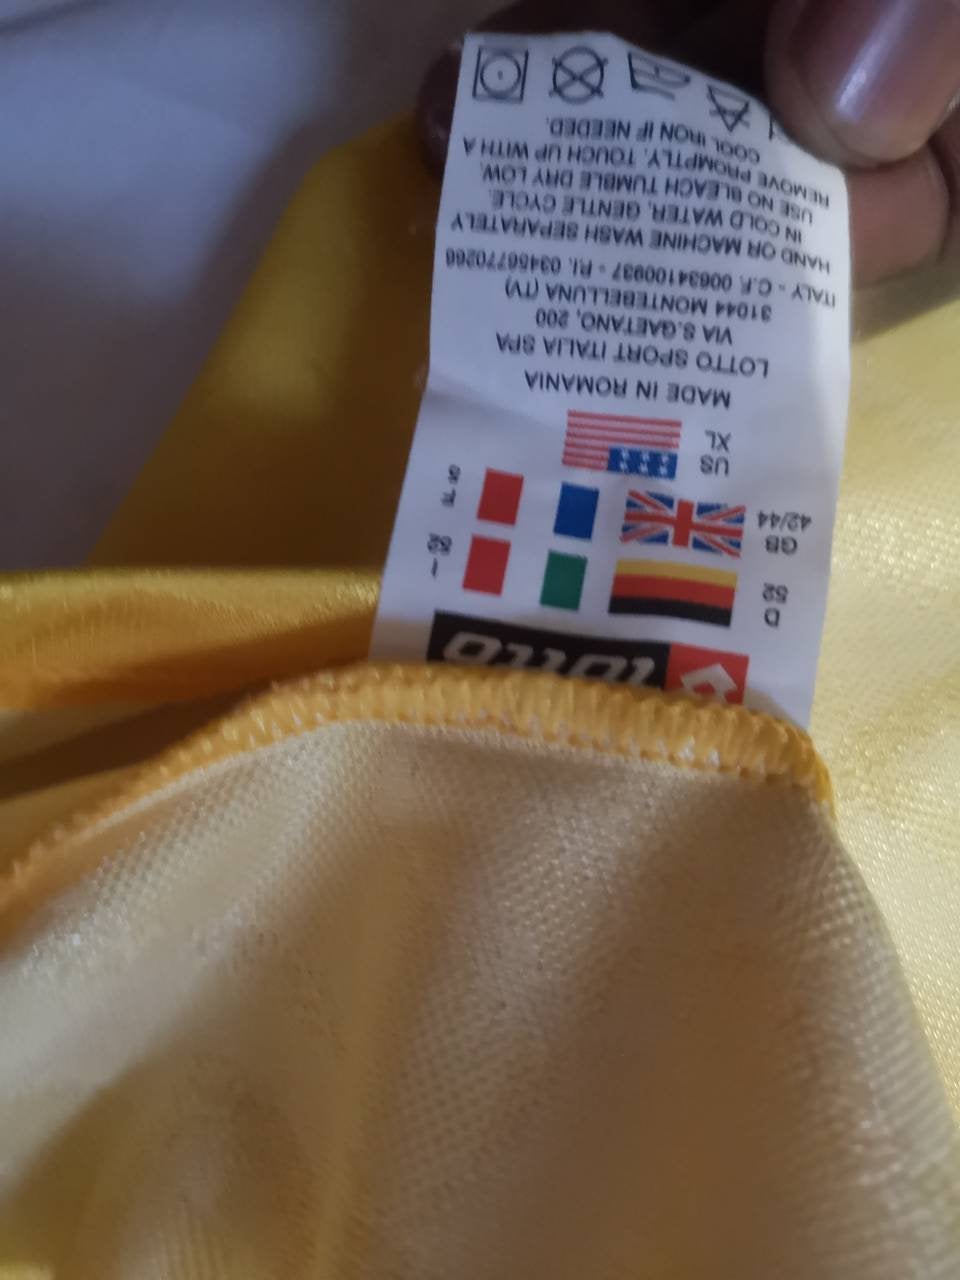 lotto
D
52
I
52
GB
42/44
F
US
XL
MADE IN ROMANIA
LOTTO SPORT ITALIA SPA
VIA S.GAETANO, 200
31044 MONTEBELLUNA (TV)
ITALY - C.F. 00634100937 - P.I. 03456770266
HAND OR MACHINE WASH SEPARATELY
IN COLD WATER, GENTLE CYCLE.
USE NO BLEACH TUMBLE DRY LOW.
REMOVE PROMPTLY. TOUCH UP WITH A
COOL IRON IF NEEDED.